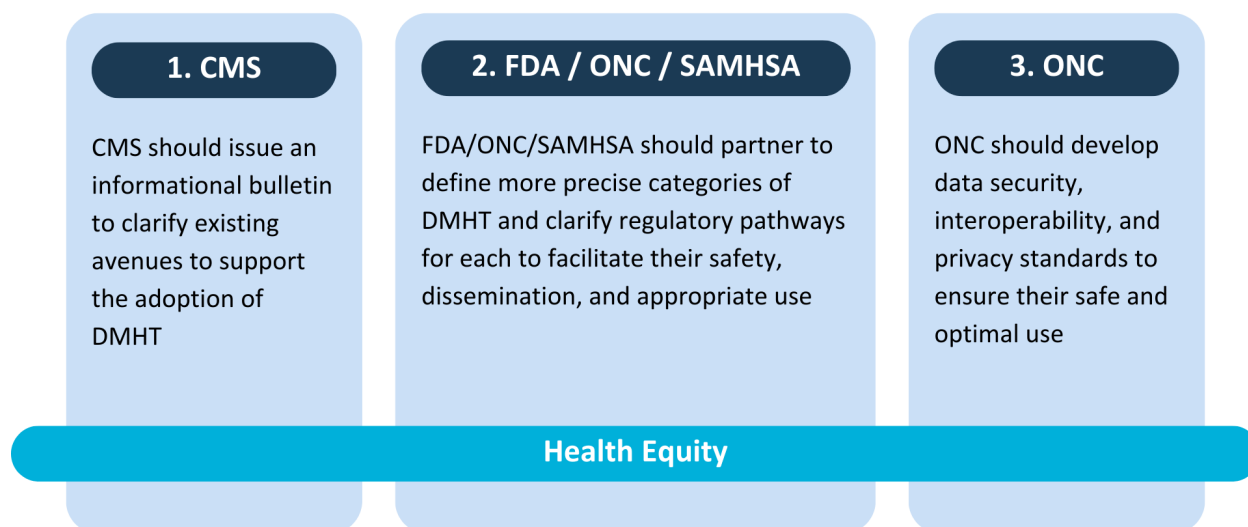 1. CMS
CMS should issue an
informational bulletin
to clarify existing
avenues to support
the adoption of
DMHT
2. FDA / ONC / SAMHSA
FDA/ONC/SAMHSA should partner to
define more precise categories of
DMHT and clarify regulatory pathways
for each to facilitate their safety,
dissemination, and appropriate use
3. ONC
ONC should develop
data security,
interoperability, and
privacy standards to
ensure their safe and
optimal use
Health Equity